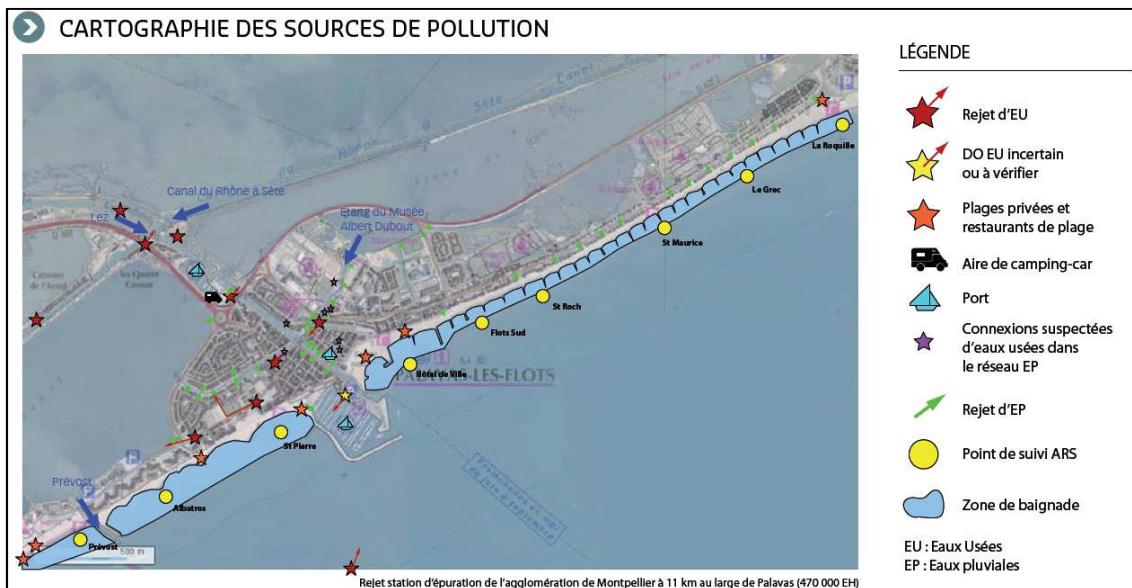 CARTOGRAPHIE DES SOURCES DE POLLUTION
Canal du Rhône à Sète
Lez
Etang du Musée
Albert Dubout
La Roquille
Le Grec
St Maurice
St Roch
Flots Sud
Hôtel de Ville
PALAVAS-LES-FLOTS
St Pierre
Prévost
Albatros
Prévost
500 m
Rejet station d'épuration de l'agglomération de Montpellier à 11 km au large de Palavas (470 000 EH)
LÉGENDE
Rejet d'EU
DO EU incertain
ou à vérifier
Plages privées et
restaurants de plage
Aire de camping-car
Port
Connexions suspectées
d'eaux usées dans
le réseau EP
Rejet d'EP
Point de suivi ARS
Zone de baignade
EU : Eaux Usées
EP : Eaux pluviales